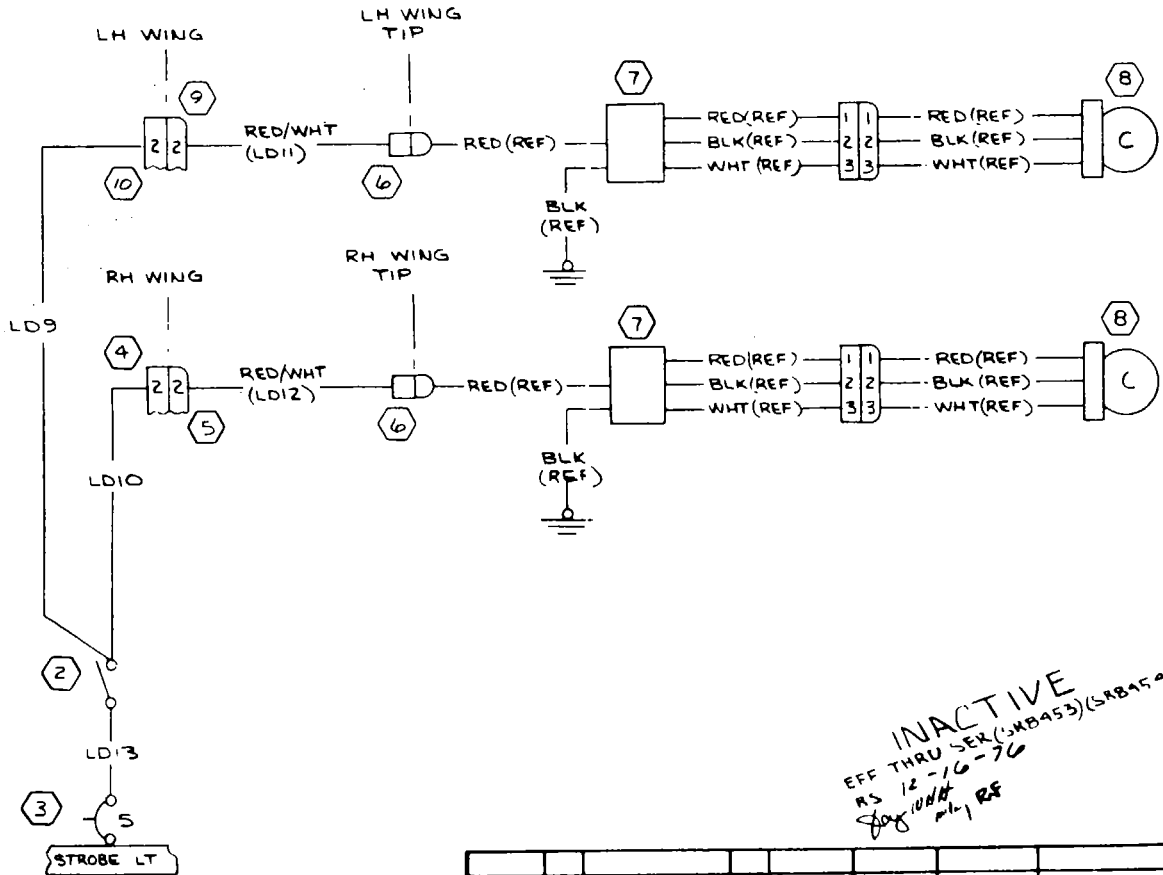 LH WING
LH WING
TIP
9
7
8
2 2
RED/WHT
(LD11)
RED(REF)
RED(REF)
1 1
RED(REF)
BLK(REF)
2 2
BLK(REF)
WHT(REF)
3 3
WHT(REF)
C
10
6
BLK
(REF)
RH WING
RH WING
TIP
LD9
4
7
8
2 2
RED/WHT
(LD12)
RED(REF)
RED(REF)
1 1
RED(REF)
BLK(REF)
2 2
BLK(REF)
WHT(REF)
3 3
WHT(REF)
C
5
6
LD10
BLK
(REF)
2
LD13
3
5
STROBE LT
INACTIVE
EFF THRU SER (SRB453)
RS 12-16-76